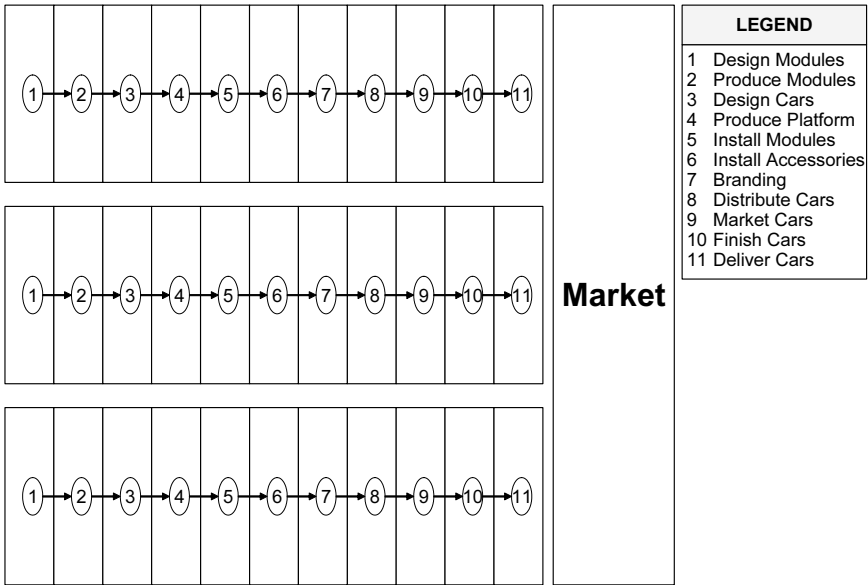 1 2 3 4 5 6 7 8 9 10 11
1 2 3 4 5 6 7 8 9 10 11
1 2 3 4 5 6 7 8 9 10 11
Market
LEGEND
1 Design Modules
2 Produce Modules
3 Design Cars
4 Produce Platform
5 Install Modules
6 Install Accessories
7 Branding
8 Distribute Cars
9 Market Cars
10 Finish Cars
11 Deliver Cars